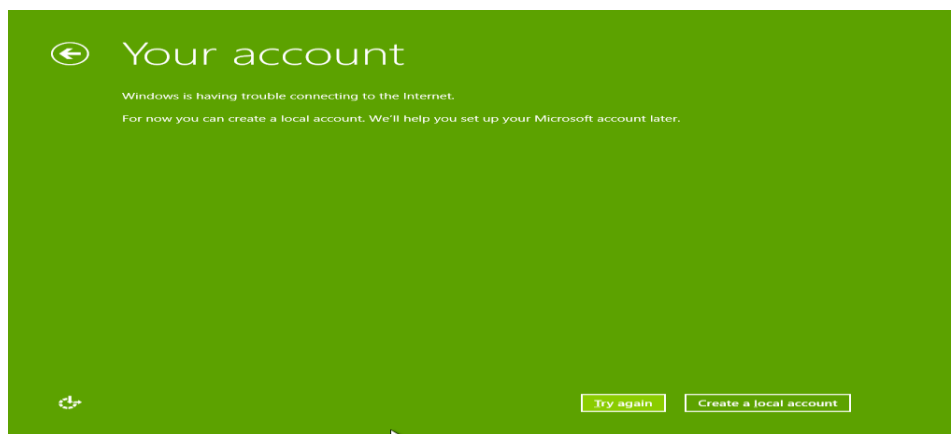 Your account
Windows is having trouble connecting to the Internet.
For now you can create a local account. We'll help you set up your Microsoft account later.
Try again
Create a local account